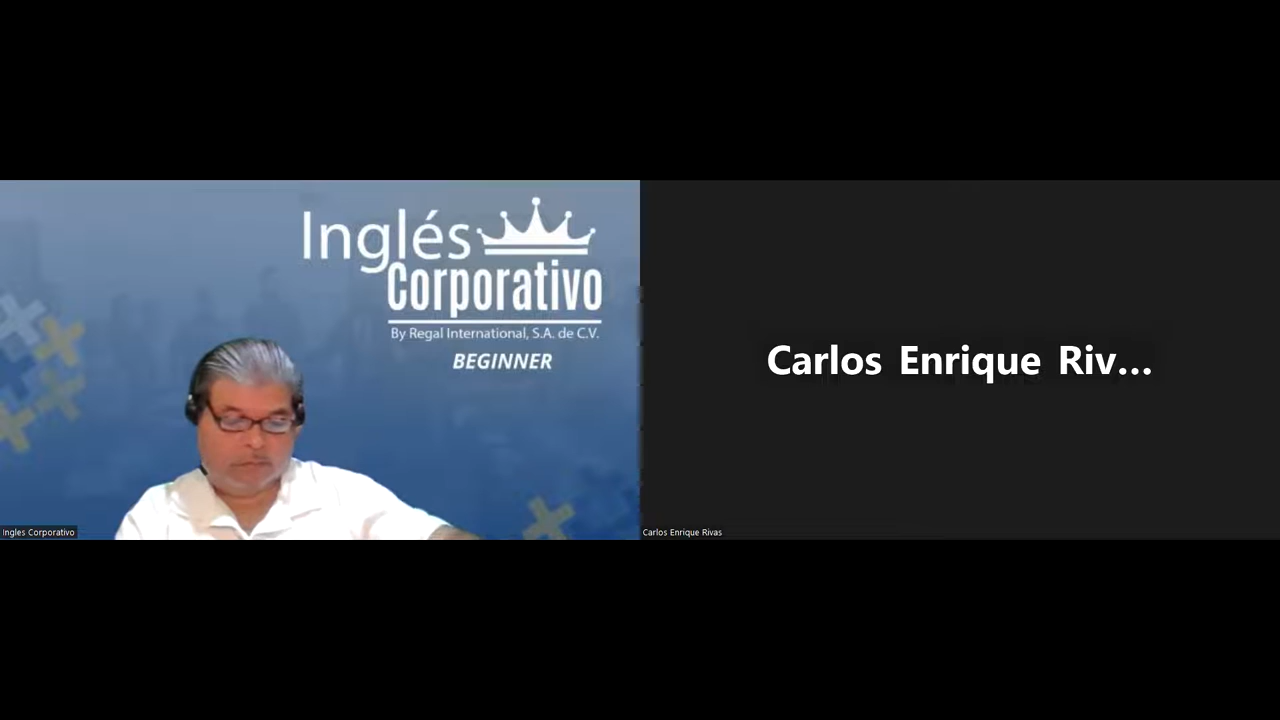 Inglés
Corporativo
By Regal International, S.A. de C.V.
BEGINNER
Ingles Corporativo
Carlos Enrique Riv...
Carlos Enrique Rivas